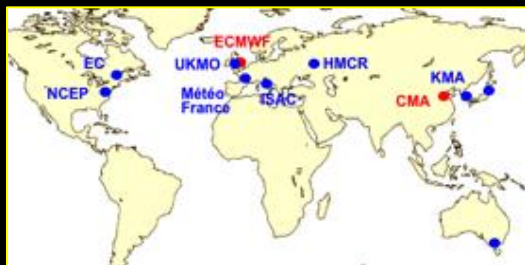 ECMWF
EC
UKMO
HMCR
NCEP
KMA
Météo
France
ISAC
CMA